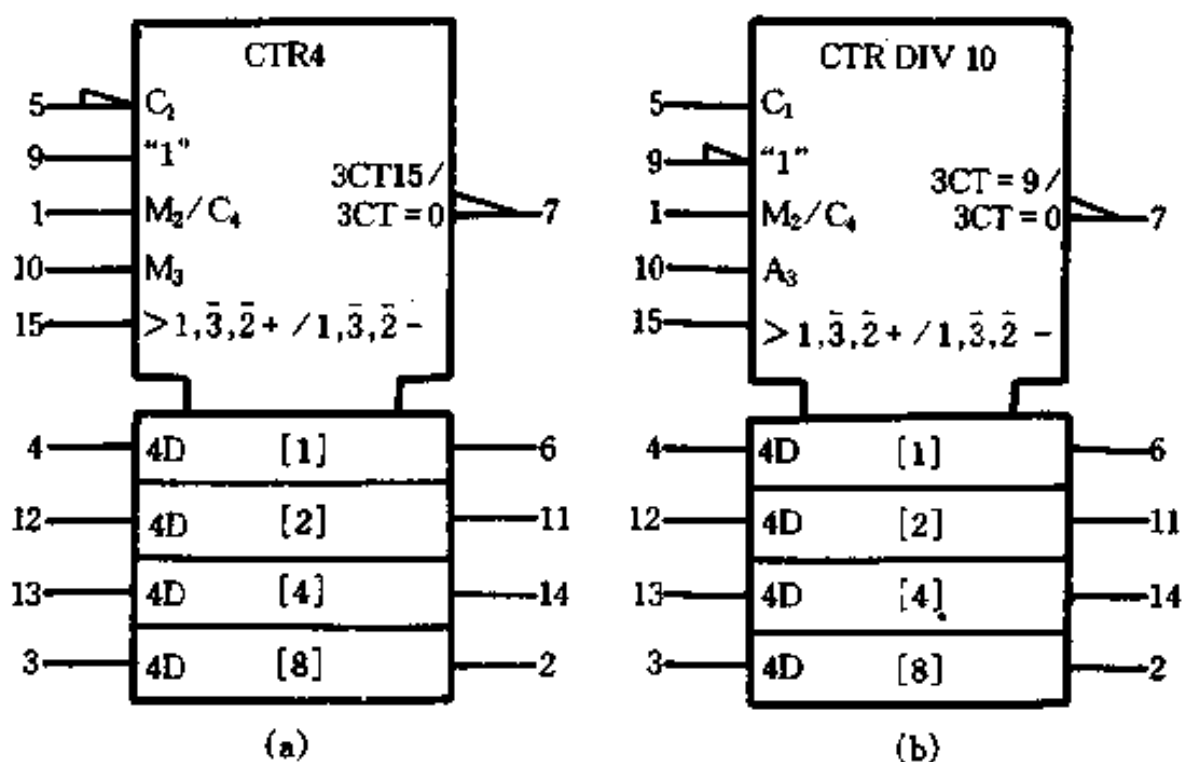 CTR4
5 C₂
9 "1"
3CT15/
1 M₂/C₄
3CT=0 7
10 M₃
15 >1,3̄,2̄+/1,3̄,2̄-
4 4D [1] 6
12 4D [2] 11
13 4D [4] 14
3 4D [8] 2
(a)
CTR DIV 10
5 C₁
9 "1"
3CT=9/
1 M₂/C₄
3CT=0 7
10 A₃
15 >1,3̄,2̄+/1,3̄,2̄-
4 4D [1] 6
12 4D [2] 11
13 4D [4] 14
3 4D [8] 2
(b)